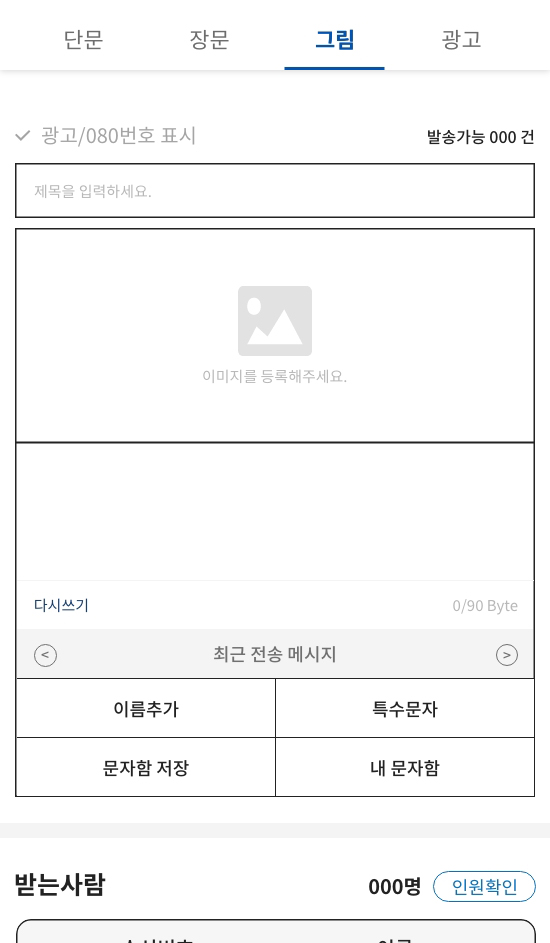 단문 장문 그림 광고
광고/080번호 표시 발송가능 000 건
제목을 입력하세요.
이미지를 등록해주세요.
다시쓰기 0/90 Byte
< 최근 전송 메시지 >
이름추가 특수문자
문자함 저장 내 문자함
받는사람 000명 인원확인